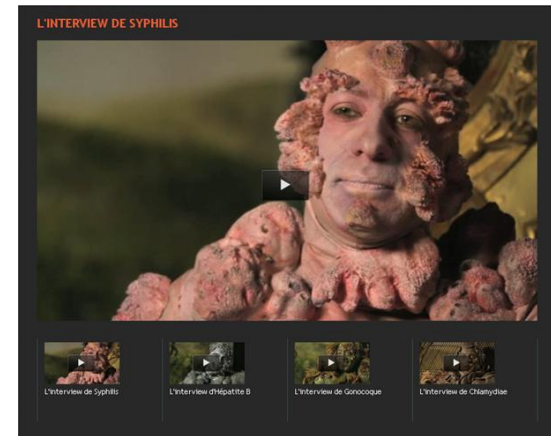 L'INTERVIEW DE SYPHILIS
L'interview de Syphilis
L'interview d'Hépatite B
L'interview de Gonocoque
L'interview de Chlamydiae